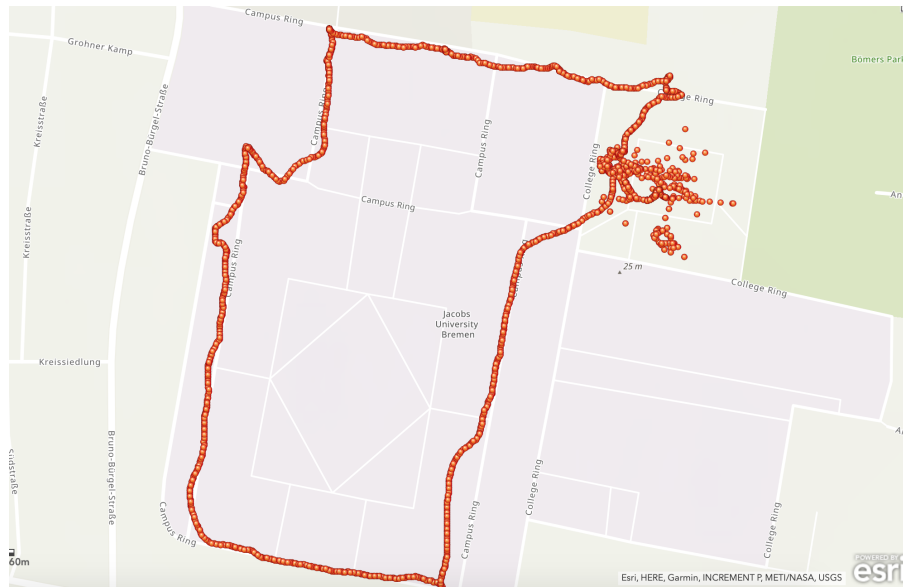 Campus Ring
Grohner Kamp
Bömers Park
Kreisstraße
Bruno-Bürgel-Straße
Campus Ring
College Ring
Campus Ring
College Ring
Kreisstraße
Campus Ring
Campus Ring
25 m
College Ring
Jacobs
University
Bremen
Kreissiedlung
Bruno-Bürgel-Straße
College Ring
Campus Ring
Campus Ring
College Ring
60m
POWERED BY
esri
Esri, HERE, Garmin, INCREMENT P, METI/NASA, USGS